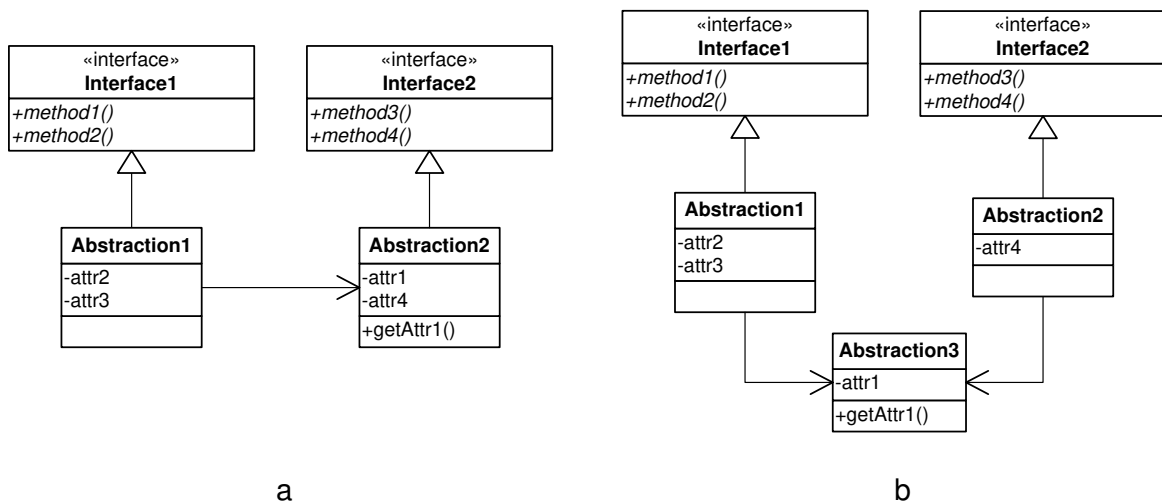 «interface»
Interface1
+method1()
+method2()
«interface»
Interface2
+method3()
+method4()
Abstraction1
-attr2
-attr3
Abstraction2
-attr1
-attr4
+getAttr1()
a
«interface»
Interface1
+method1()
+method2()
«interface»
Interface2
+method3()
+method4()
Abstraction1
-attr2
-attr3
Abstraction2
-attr4
Abstraction3
-attr1
+getAttr1()
b